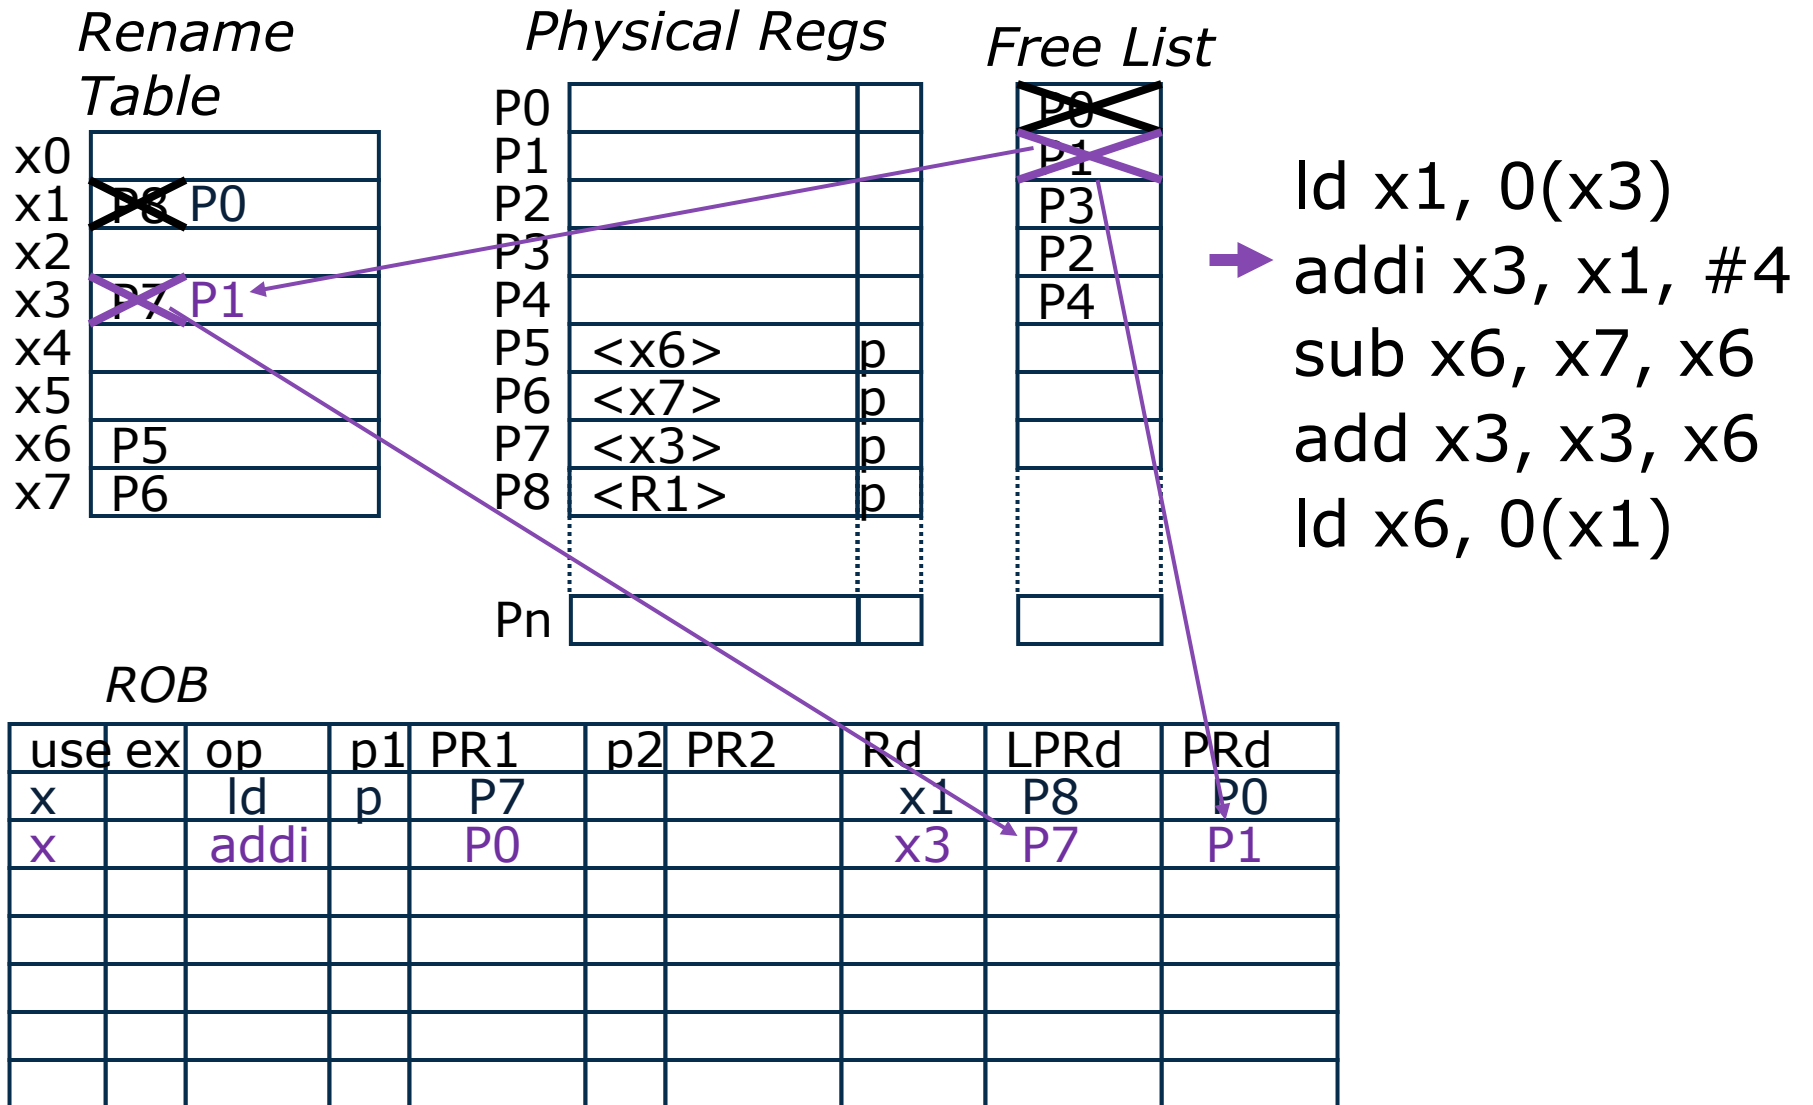 Rename Table
x0
x1 P8 P0
x2
x3 P7 P1
x4
x5
x6 P5
x7 P6
Physical Regs
P0
P1
P2
P3
P4
P5 <x6> p
P6 <x7> p
P7 <x3> p
P8 <R1> p
Pn
Free List
P0
P1
P3
P2
P4
ld x1, 0(x3)
addi x3, x1, #4
sub x6, x7, x6
add x3, x3, x6
ld x6, 0(x1)
ROB
use ex op p1 PR1 p2 PR2 Rd LPRd PRd
x ld p P7 x1 P8 P0
x addi P0 x3 P7 P1